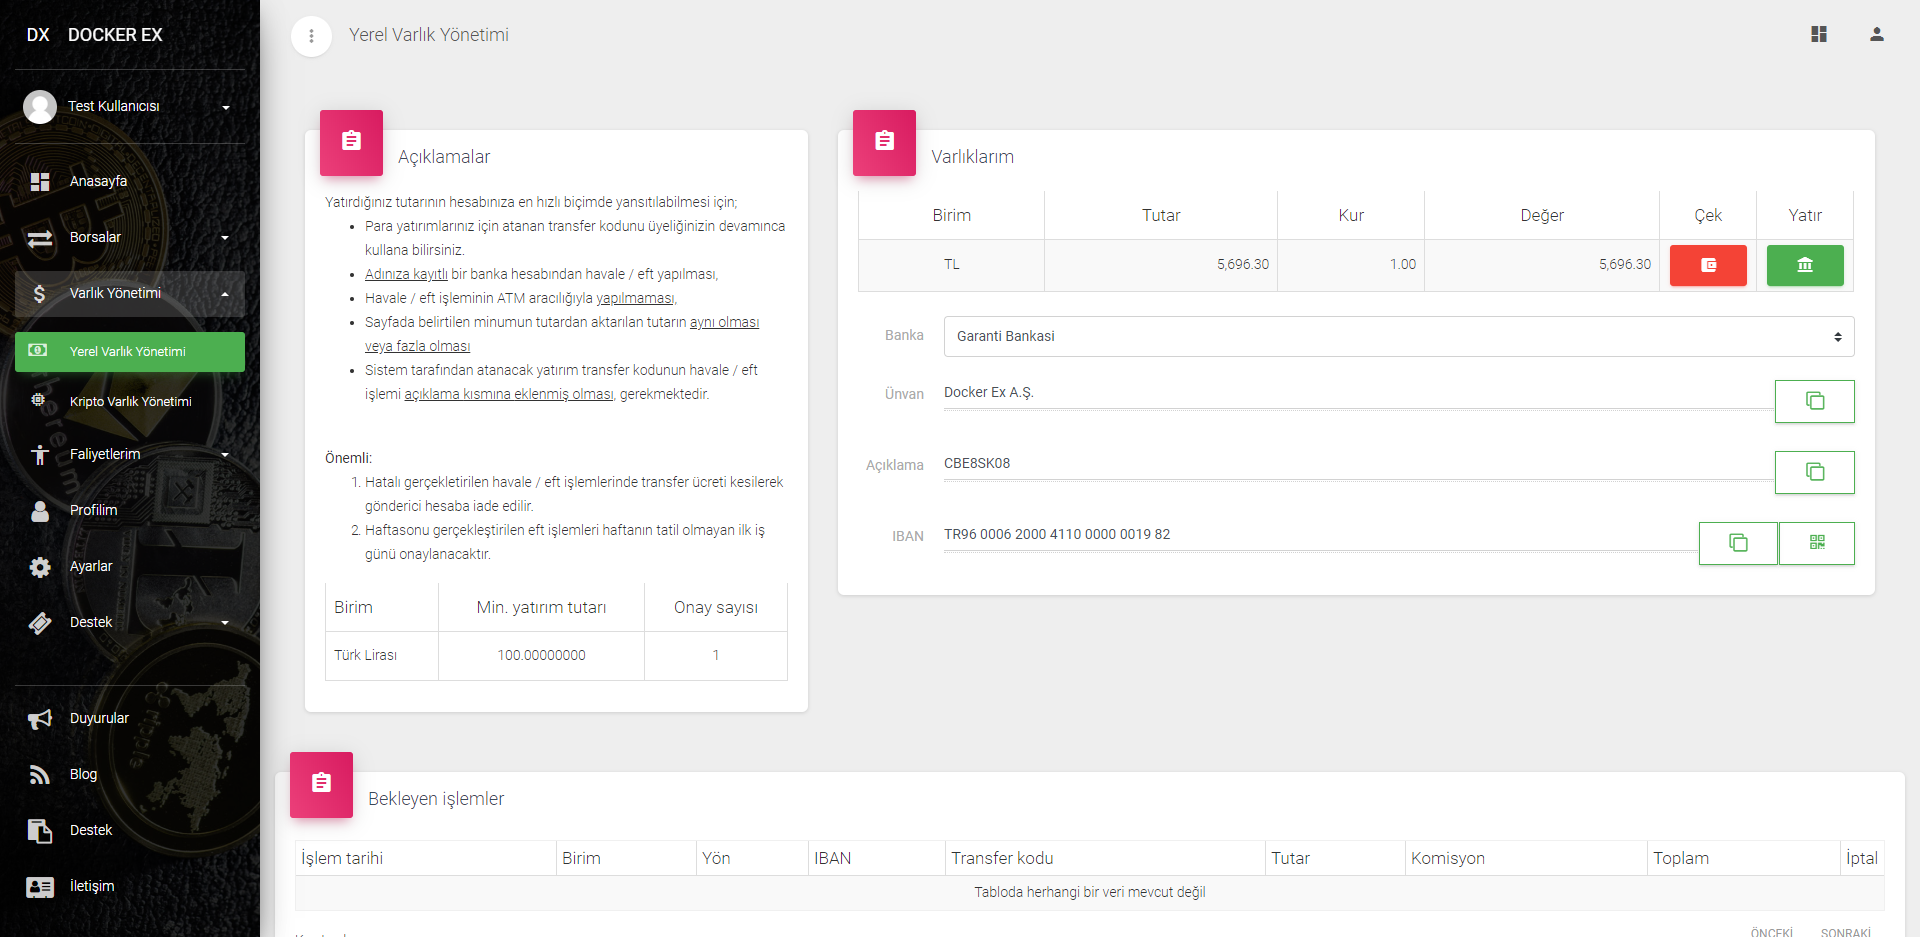 DX DOCKER EX
Test Kullanıcısı
Anasayfa
Borsalar
Varlık Yönetimi
Yerel Varlık Yönetimi
Kripto Varlık Yönetimi
Faliyetlerim
Profilim
Ayarlar
Destek
Duyurular
Blog
Destek
İletişim
Yerel Varlık Yönetimi
Açıklamalar
Yatırdığınız tutarının hesabınıza en hızlı biçimde yansıtılabilmesi için;
• Para yatırımlarınız için atanan transfer kodunu üyeliğinizin devamınca
kullana bilirsiniz.
• Adınıza kayıtlı bir banka hesabından havale / eft yapılması,
• Havale / eft işleminin ATM aracılığıyla yapılmaması,
• Sayfada belirtilen minumun tutardan aktarılan tutarın aynı olması
veya fazla olması
• Sistem tarafından atanacak yatırım transfer kodunun havale / eft
işlemi açıklama kısmına eklenmiş olması, gerekmektedir.
Önemli:
1. Hatalı gerçekletirilen havale / eft işlemlerinde transfer ücreti kesilerek
gönderici hesaba iade edilir.
2. Haftasonu gerçekleştirilen eft işlemleri haftanın tatil olmayan ilk iş
günü onaylanacaktır.
Birim Min. yatırım tutarı Onay sayısı
Türk Lirası 100.00000000 1
Varlıklarım
Birim Tutar Kur Değer Çek Yatır
TL 5,696.30 1.00 5,696.30
Banka Garanti Bankasi
Ünvan Docker Ex A.Ş.
Açıklama CBE8SK08
IBAN TR96 0006 2000 4110 0000 0019 82
Bekleyen işlemler
İşlem tarihi Birim Yön IBAN Transfer kodu Tutar Komisyon Toplam İptal
Tabloda herhangi bir veri mevcut değil
ÖNCEKİ SONRAKİ